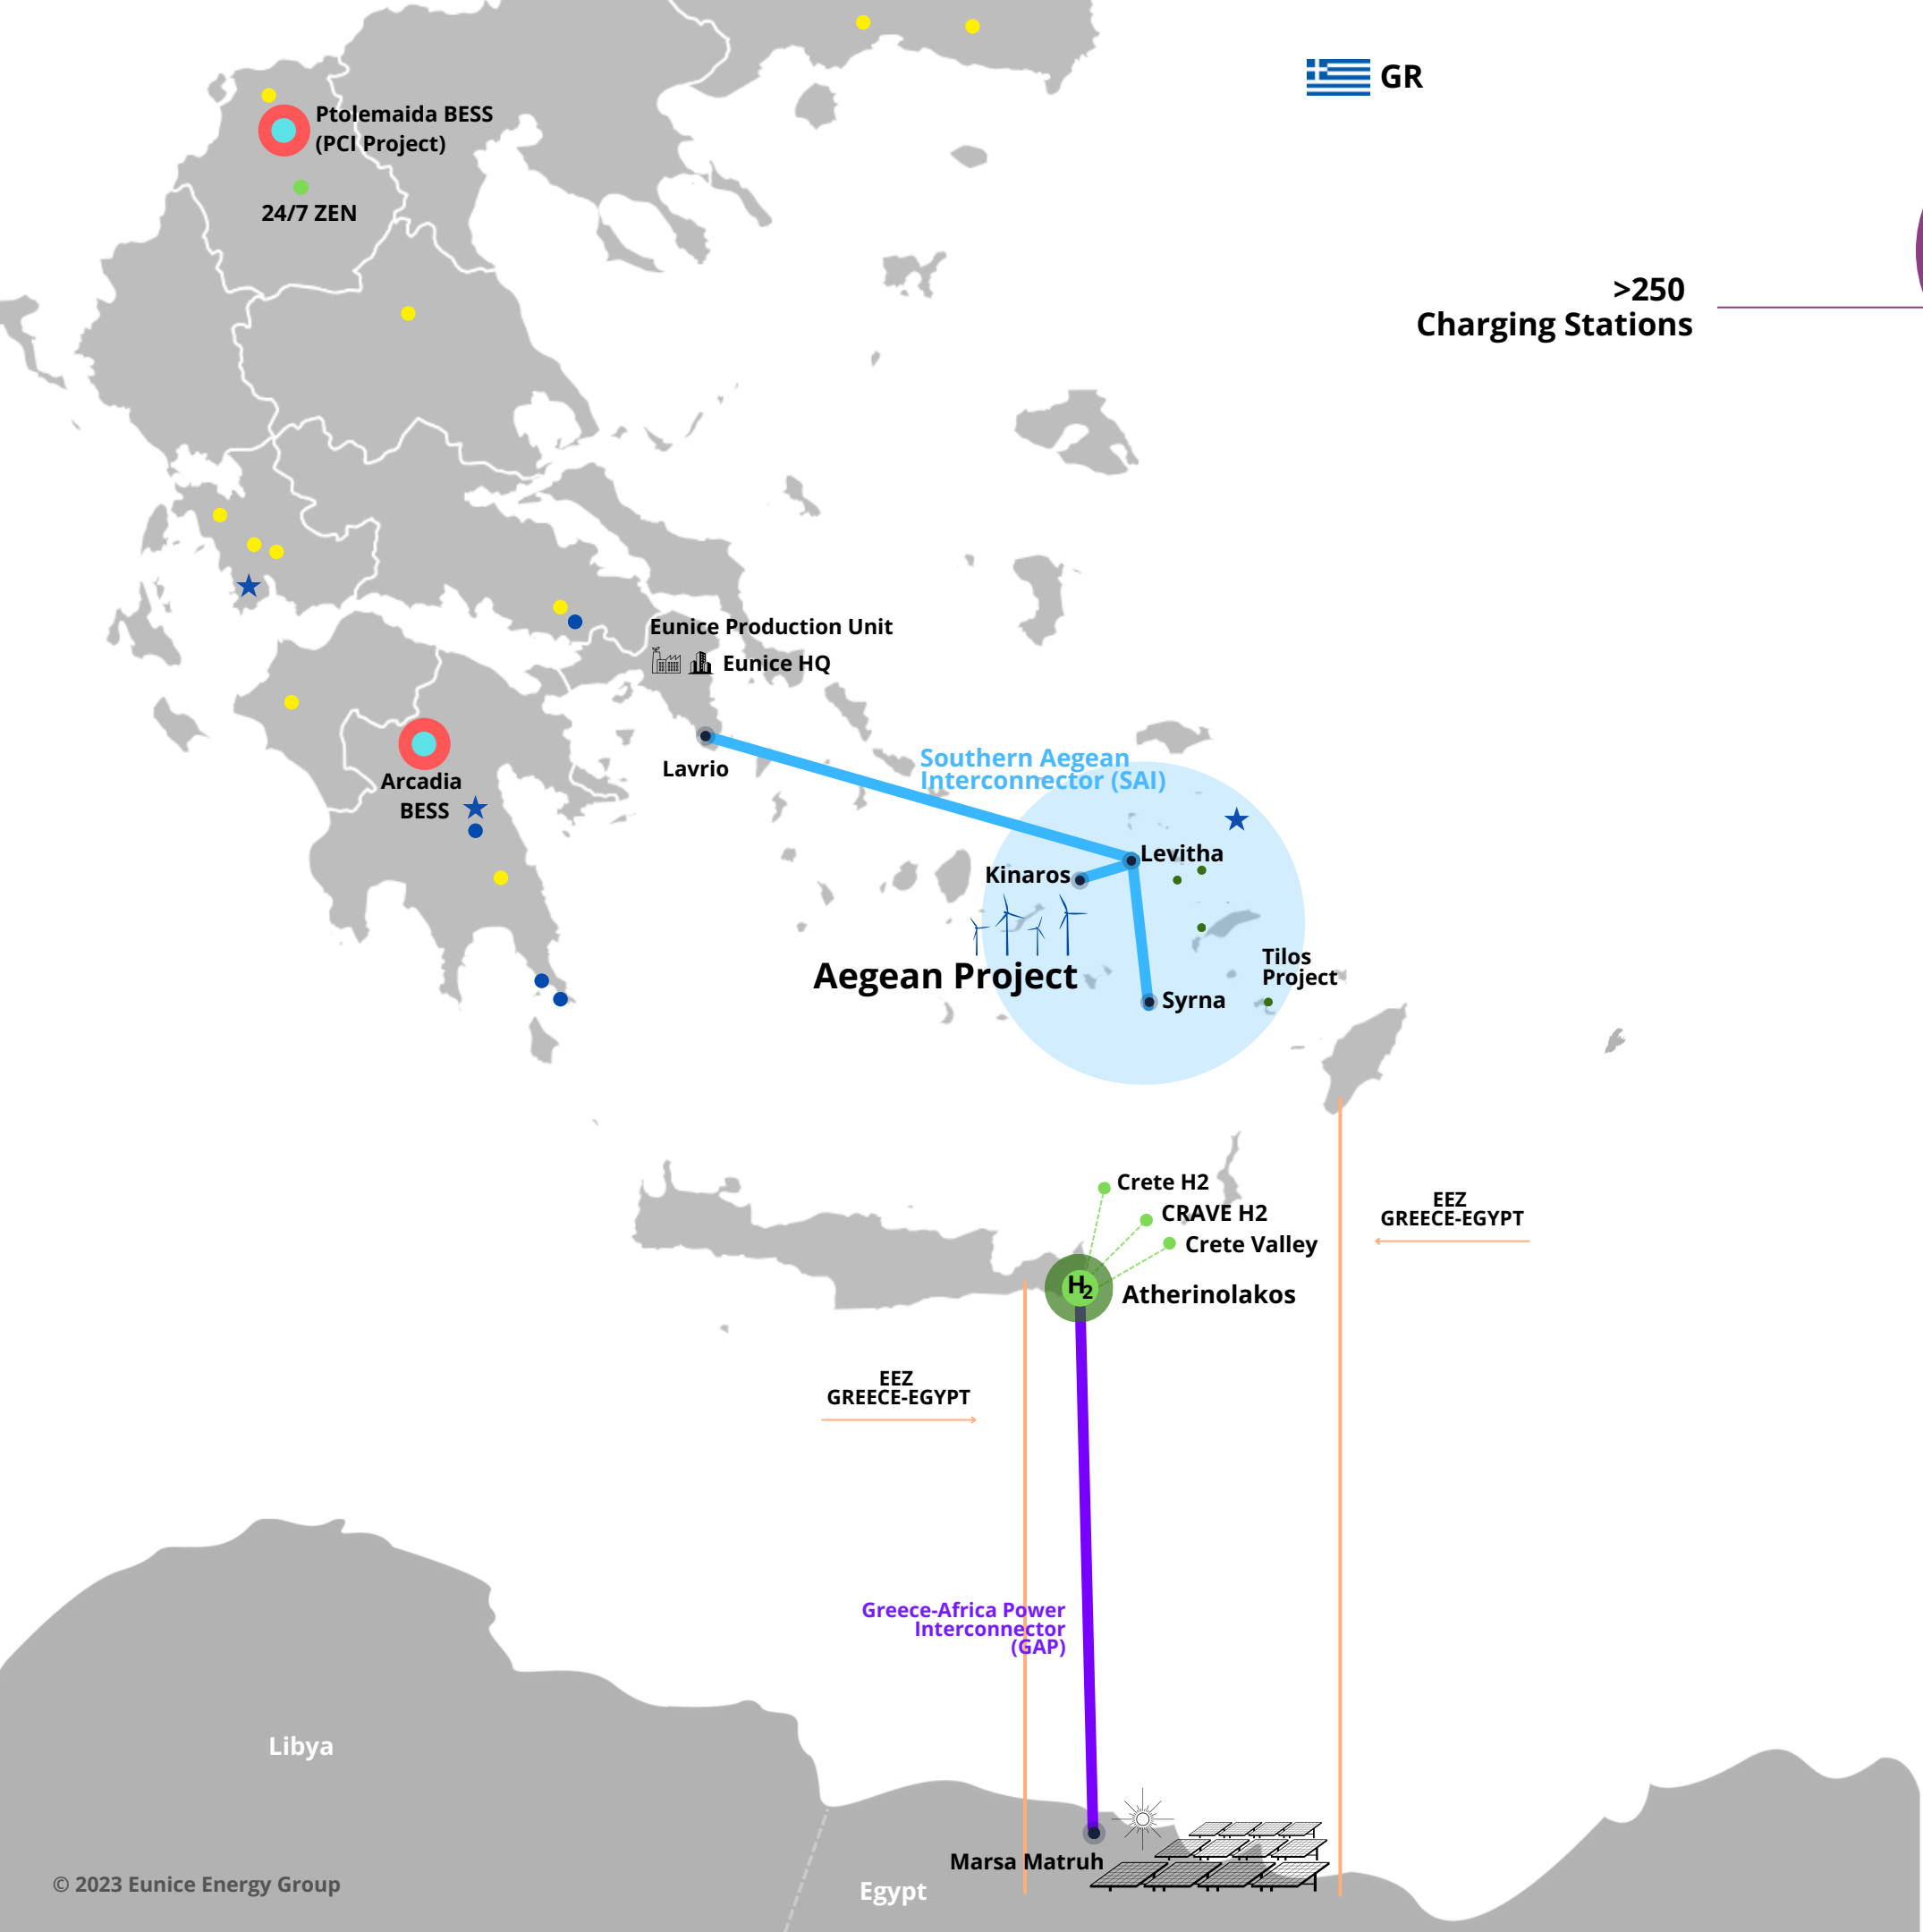 GR
Ptolemaida BESS
(PCI Project)
24/7 ZEN
>250
Charging Stations
Eunice Production Unit
Eunice HQ
Lavrio
Southern Aegean
Interconnector (SAI)
Arcadia
BESS
Levitha
Kinaros
Aegean Project
Tilos
Project
Syrna
Crete H2
CRAVE H2
Crete Valley
EEZ
GREECE-EGYPT
H2
Atherinolakos
EEZ
GREECE-EGYPT
Greece-Africa Power
Interconnector
(GAP)
Libya
Marsa Matruh
Egypt
© 2023 Eunice Energy Group